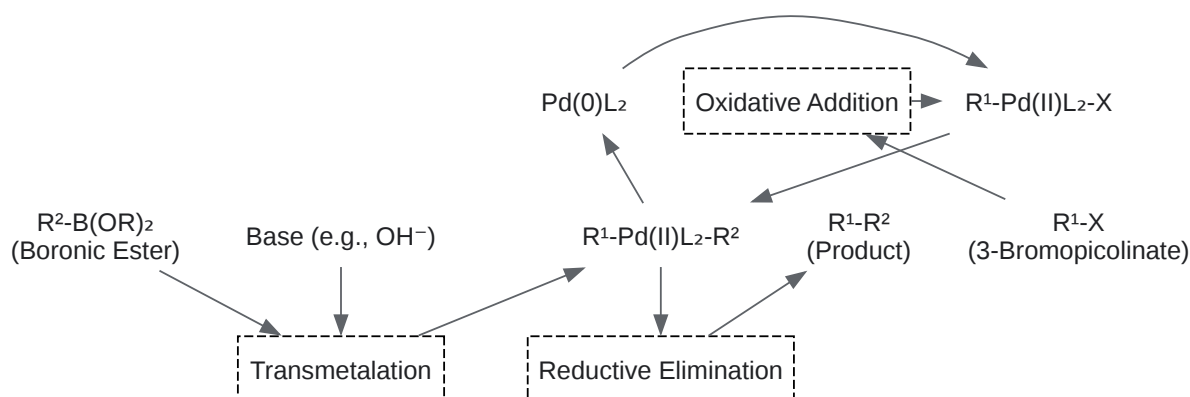 Pd(0)L₂
Oxidative Addition
R¹-Pd(II)L₂-X
R²-B(OR)₂
(Boronic Ester)
Base (e.g., OH⁻)
R¹-Pd(II)L₂-R²
R¹-R²
(Product)
R¹-X
(3-Bromopicolinate)
Transmetalation
Reductive Elimination